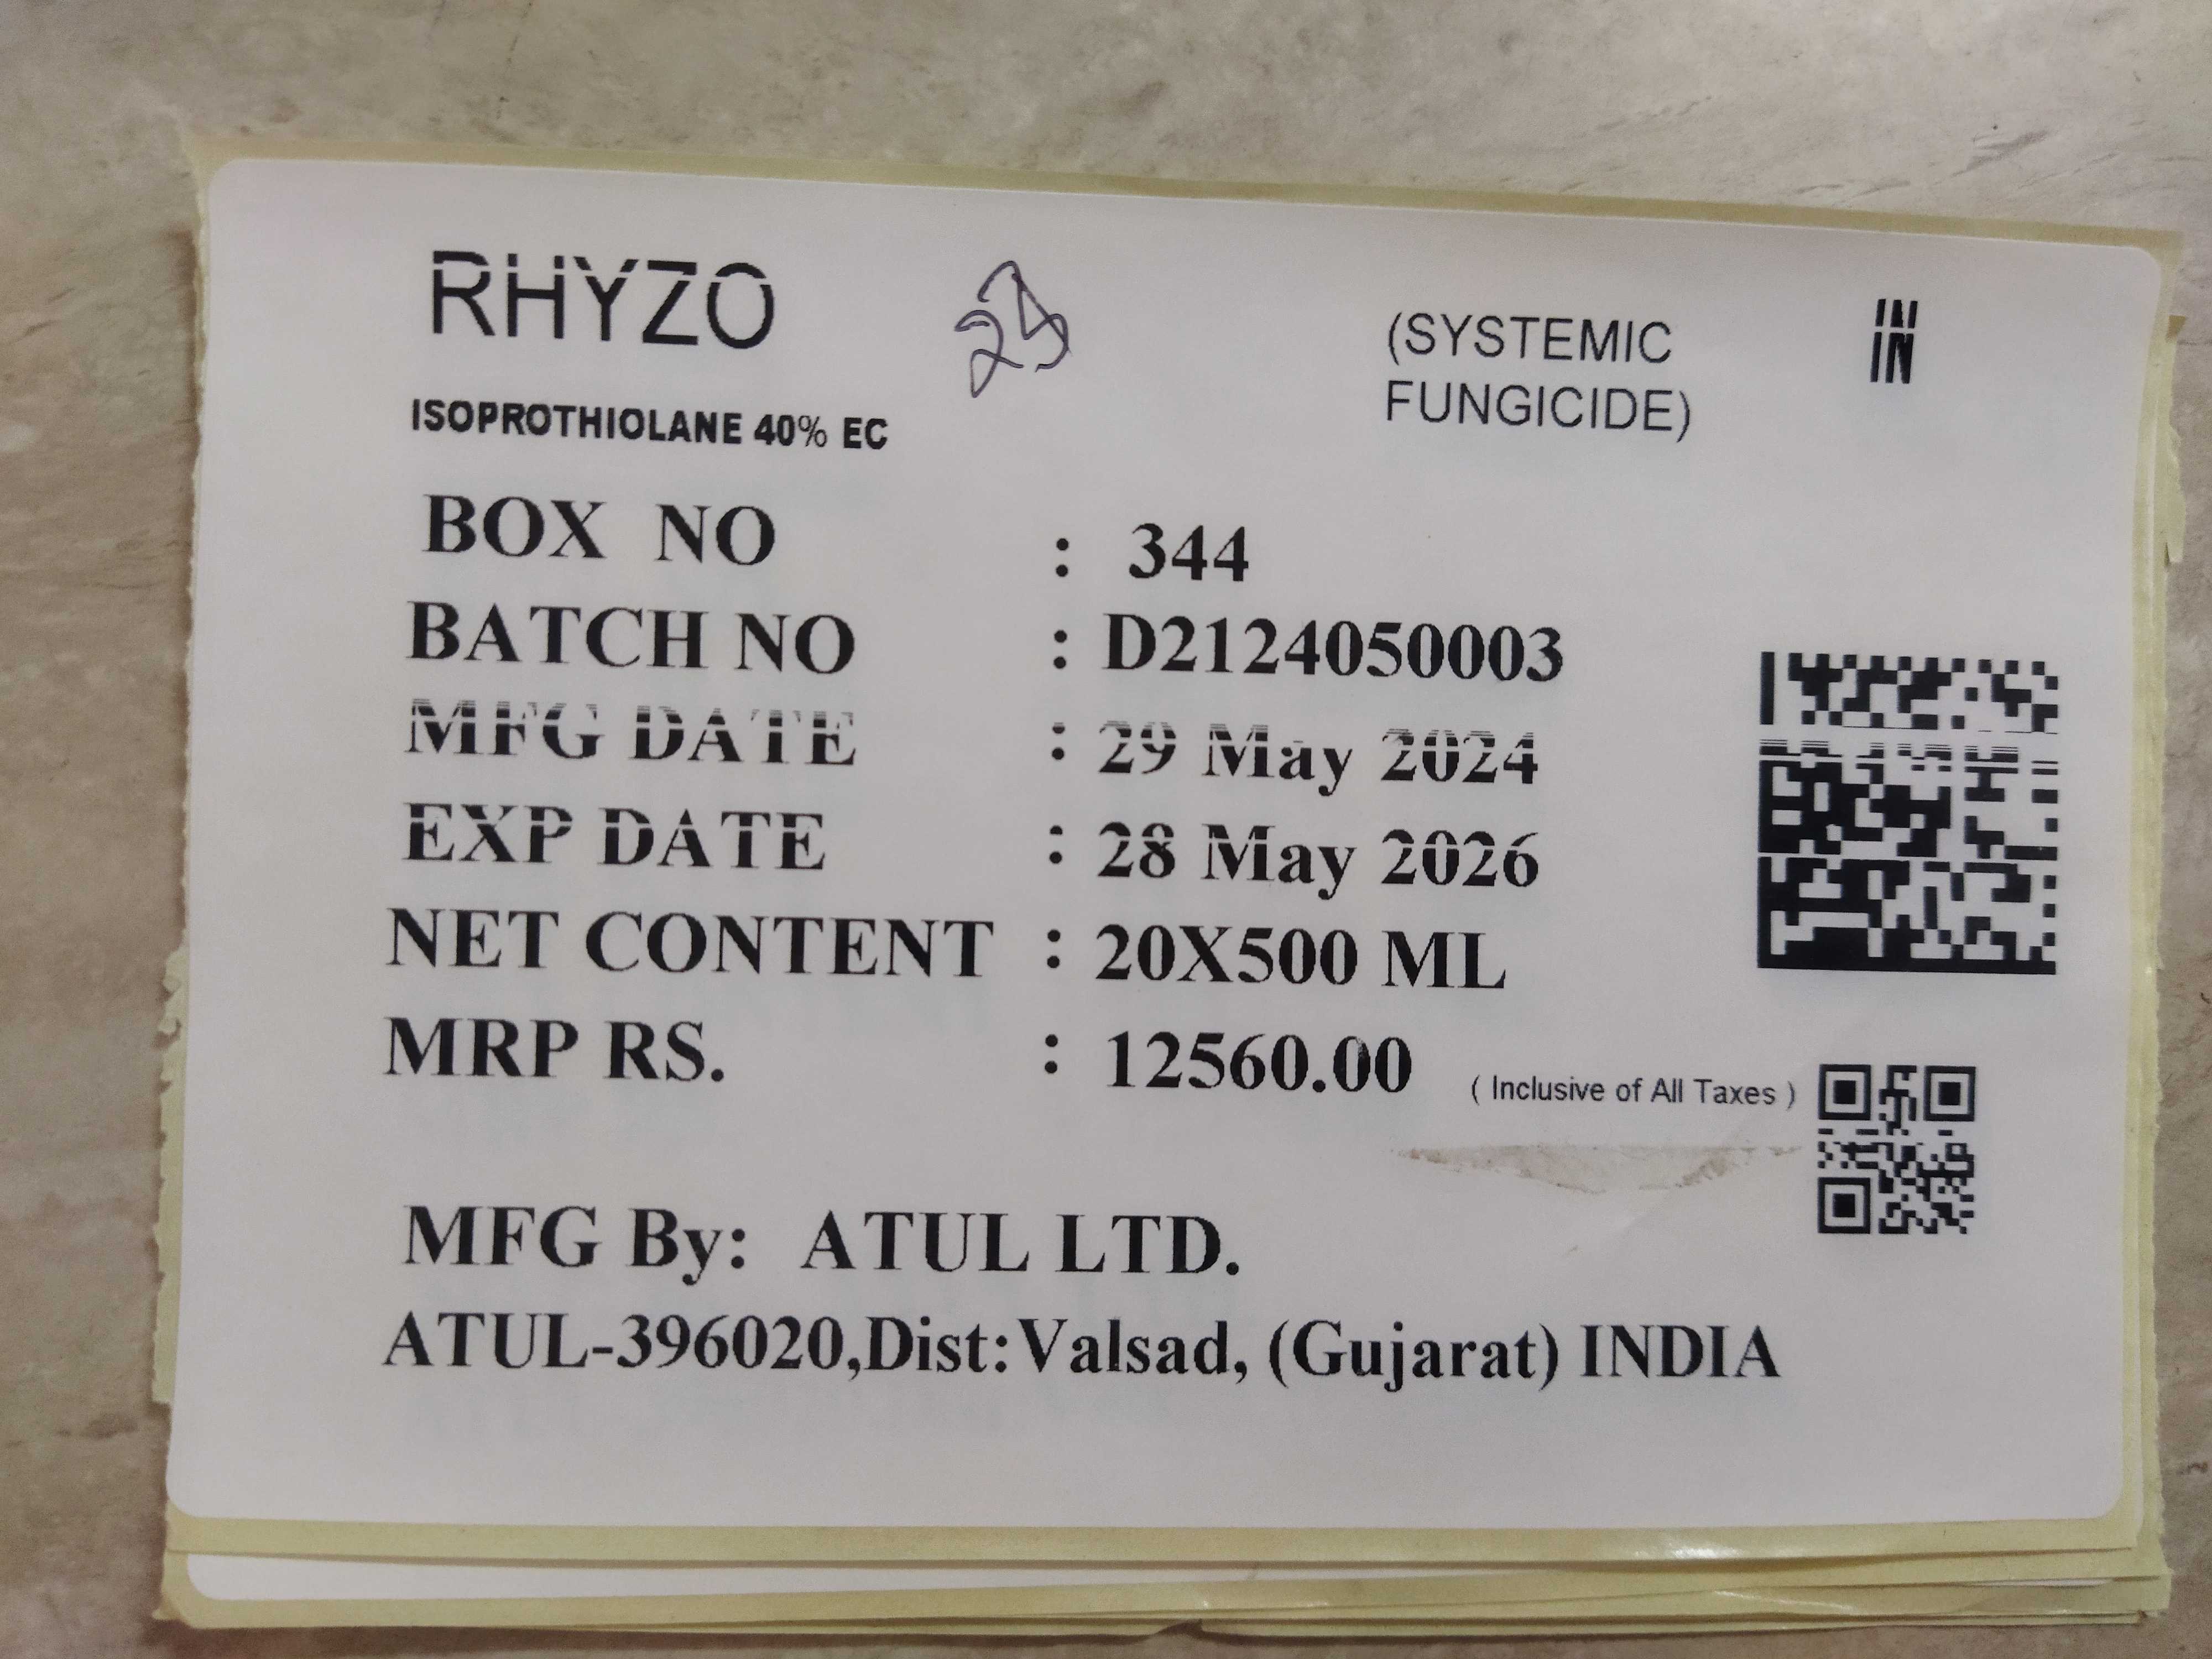 RHYZO
(SYSTEMIC
FUNGICIDE)
IN
ISOPROTHIOLANE 40% EC
BOX NO : 344
BATCH NO : D2124050003
MFG DATE : 29 May 2024
EXP DATE : 28 May 2026
NET CONTENT : 20X500 ML
MRP RS. : 12560.00 ( Inclusive of All Taxes )
MFG By: ATUL LTD.
ATUL-396020,Dist:Valsad, (Gujarat) INDIA